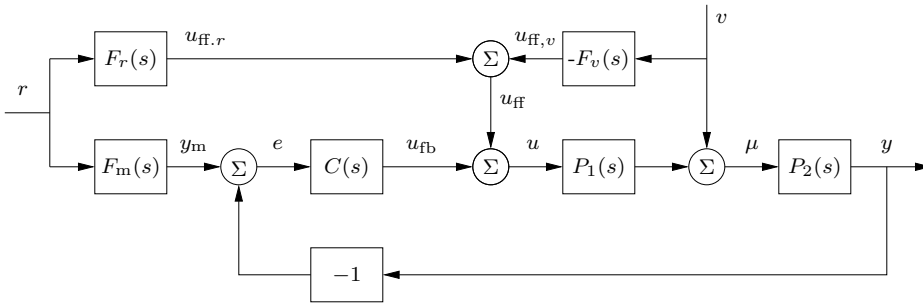 u_ff.r
u_ff,v
v
F_r(s)
Σ
-F_v(s)
r
u_ff
y_m
e
u_fb
u
μ
y
F_m(s)
Σ
C(s)
Σ
P_1(s)
Σ
P_2(s)
−1